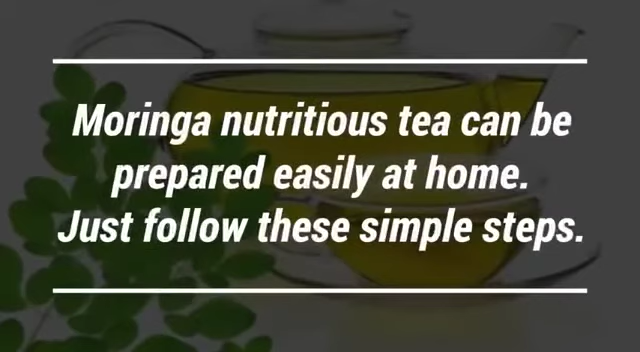 Moringa nutritious tea can be
prepared easily at home.
Just follow these simple steps.